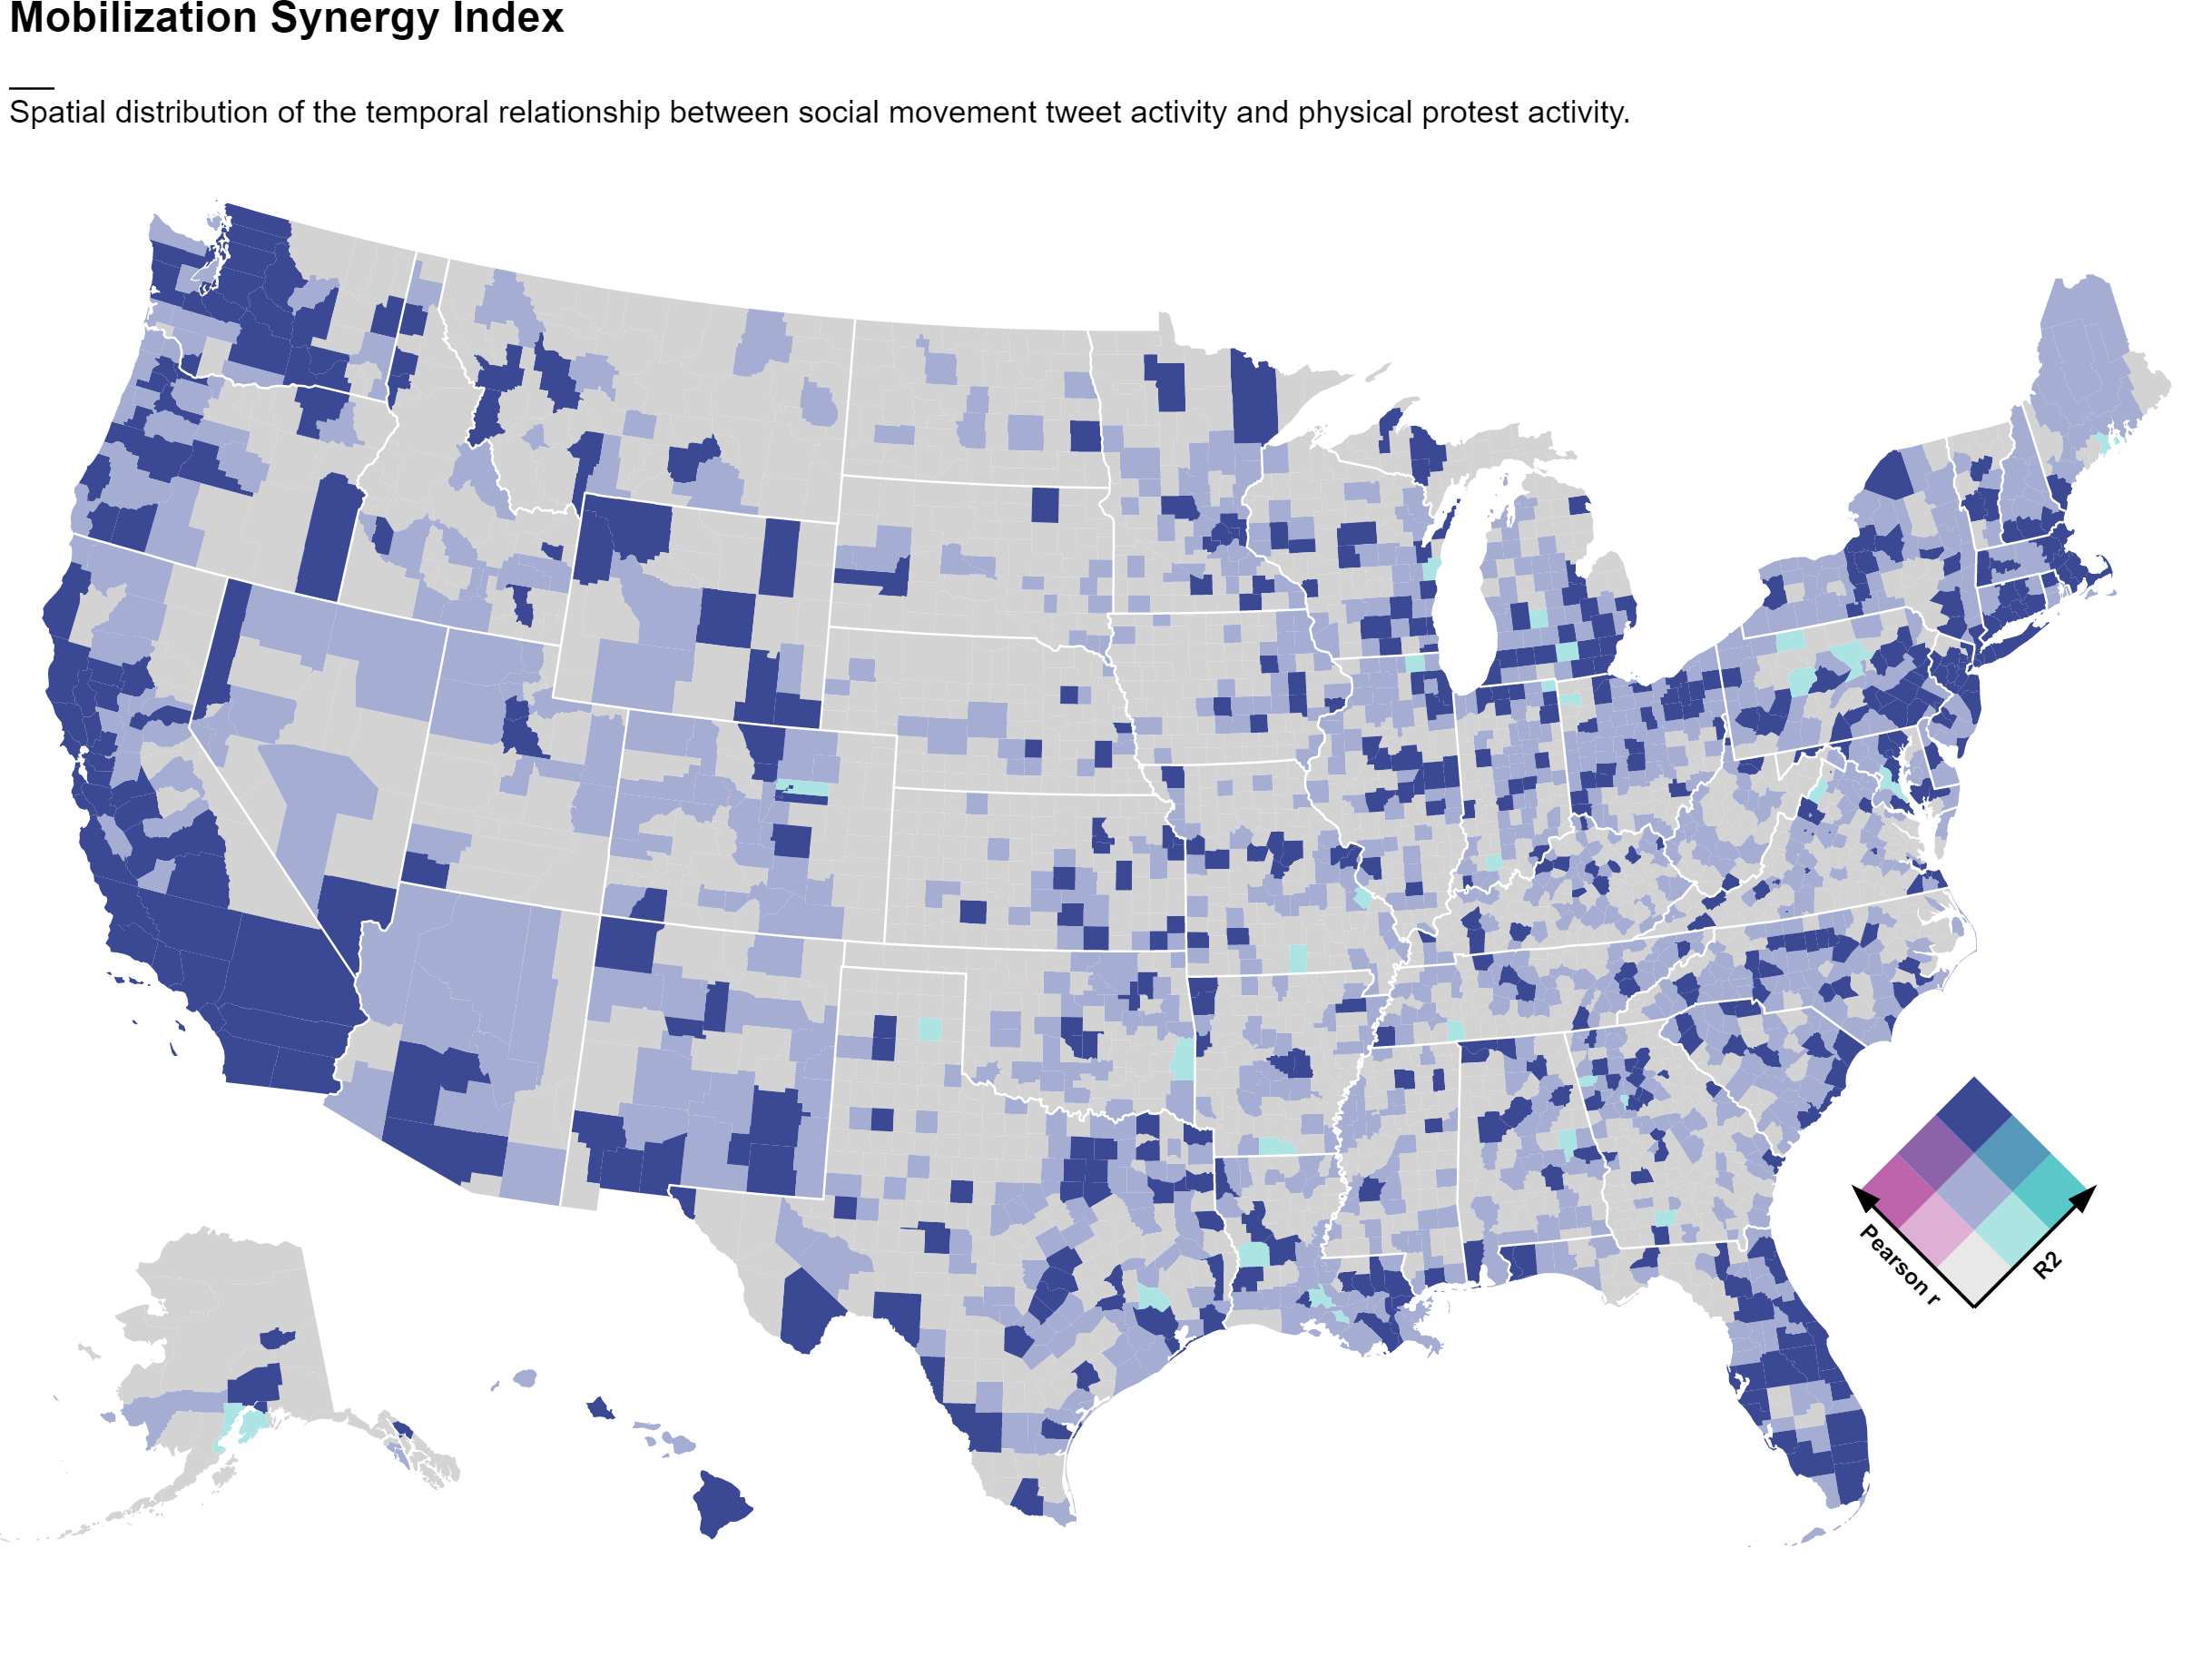 Mobilization Synergy Index
Spatial distribution of the temporal relationship between social movement tweet activity and physical protest activity.
Pearson r
R2